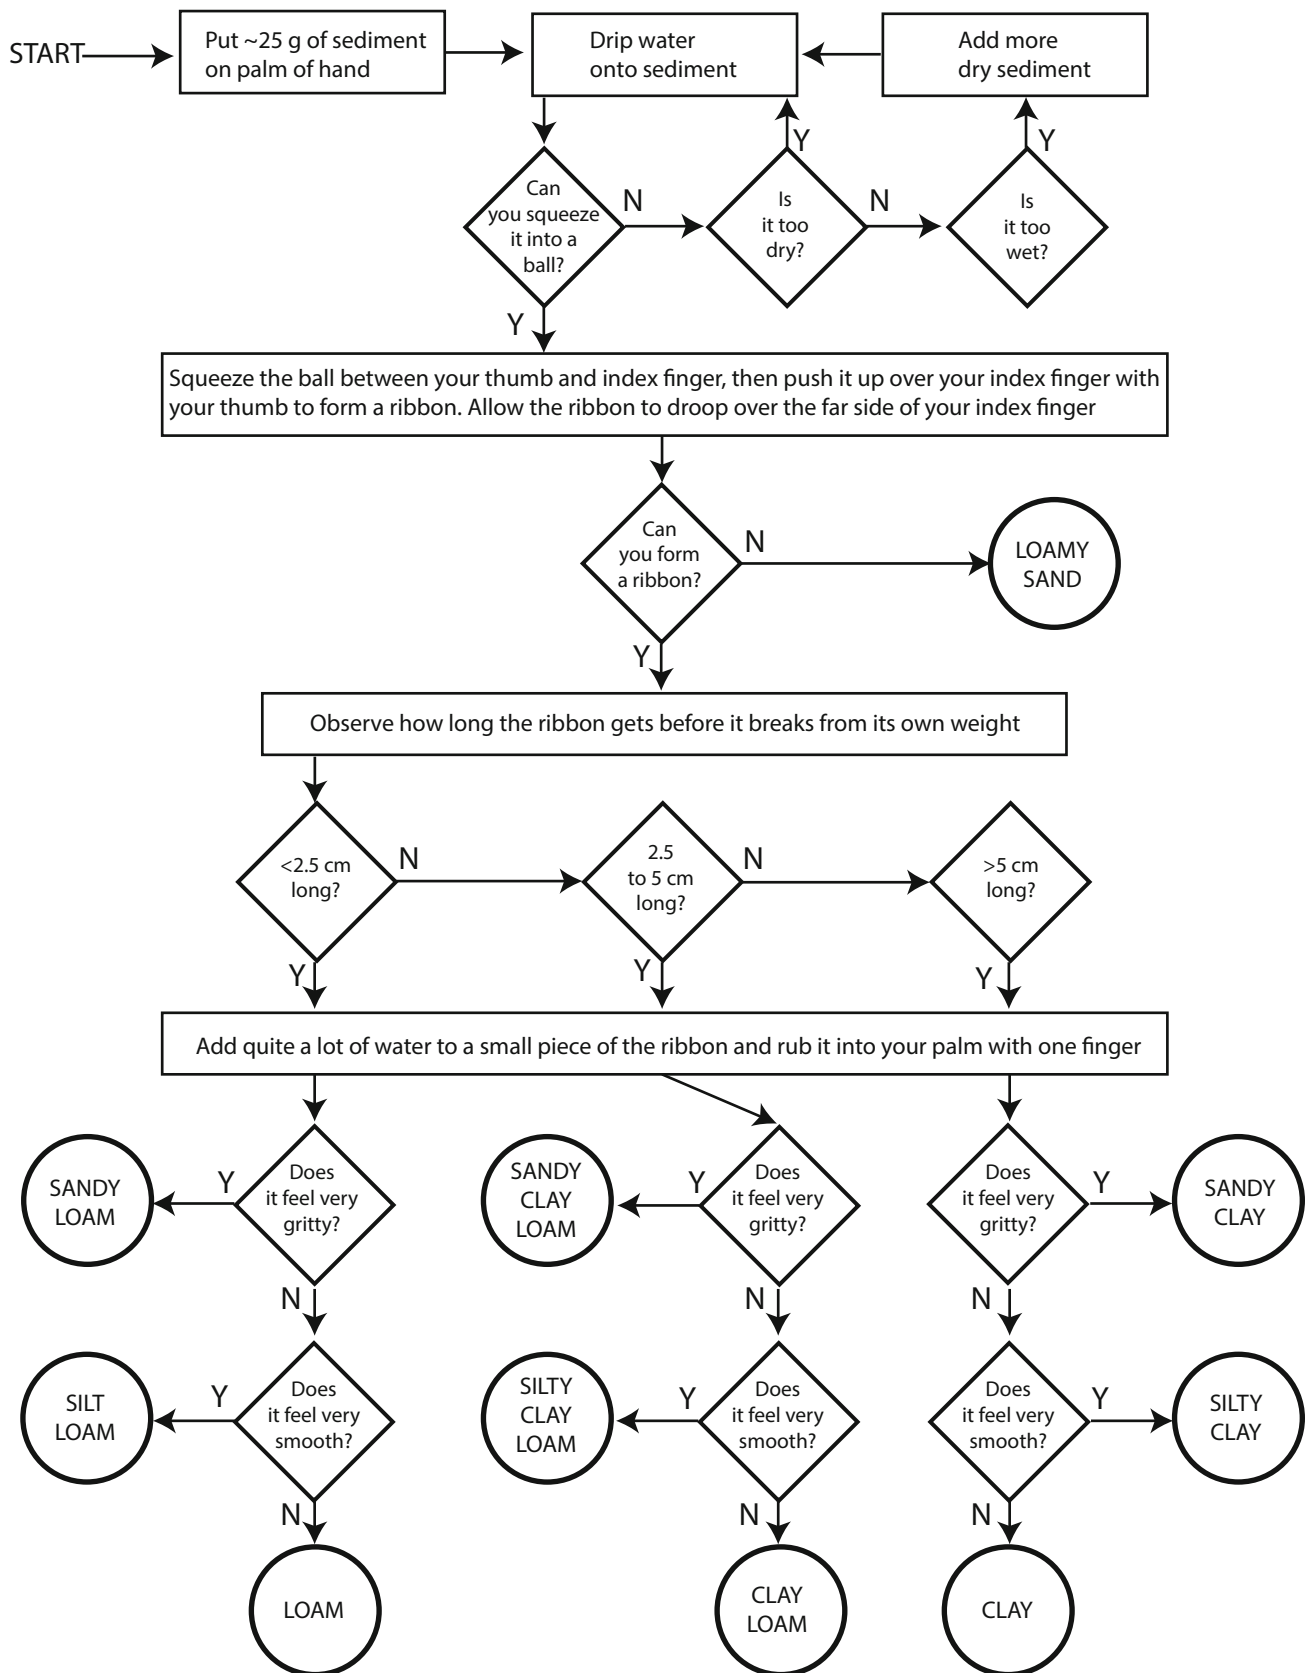 START
Put ~25 g of sediment
on palm of hand
Drip water
onto sediment
Add more
dry sediment
Y
Y
Can
you squeeze
it into a
ball?
N
Is
it too
dry?
N
Is
it too
wet?
Y
Squeeze the ball between your thumb and index finger, then push it up over your index finger with
your thumb to form a ribbon. Allow the ribbon to droop over the far side of your index finger
Can
you form
a ribbon?
N
LOAMY
SAND
Y
Observe how long the ribbon gets before it breaks from its own weight
<2.5 cm
long?
N
2.5
to 5 cm
long?
N
>5 cm
long?
Y
Y
Y
Add quite a lot of water to a small piece of the ribbon and rub it into your palm with one finger
SANDY
LOAM
Y
Does
it feel very
gritty?
SANDY
CLAY
LOAM
Y
Does
it feel very
gritty?
Does
it feel very
gritty?
Y
SANDY
CLAY
N
N
N
SILT
LOAM
Y
Does
it feel very
smooth?
SILTY
CLAY
LOAM
Y
Does
it feel very
smooth?
Does
it feel very
smooth?
Y
SILTY
CLAY
N
N
N
LOAM
CLAY
LOAM
CLAY